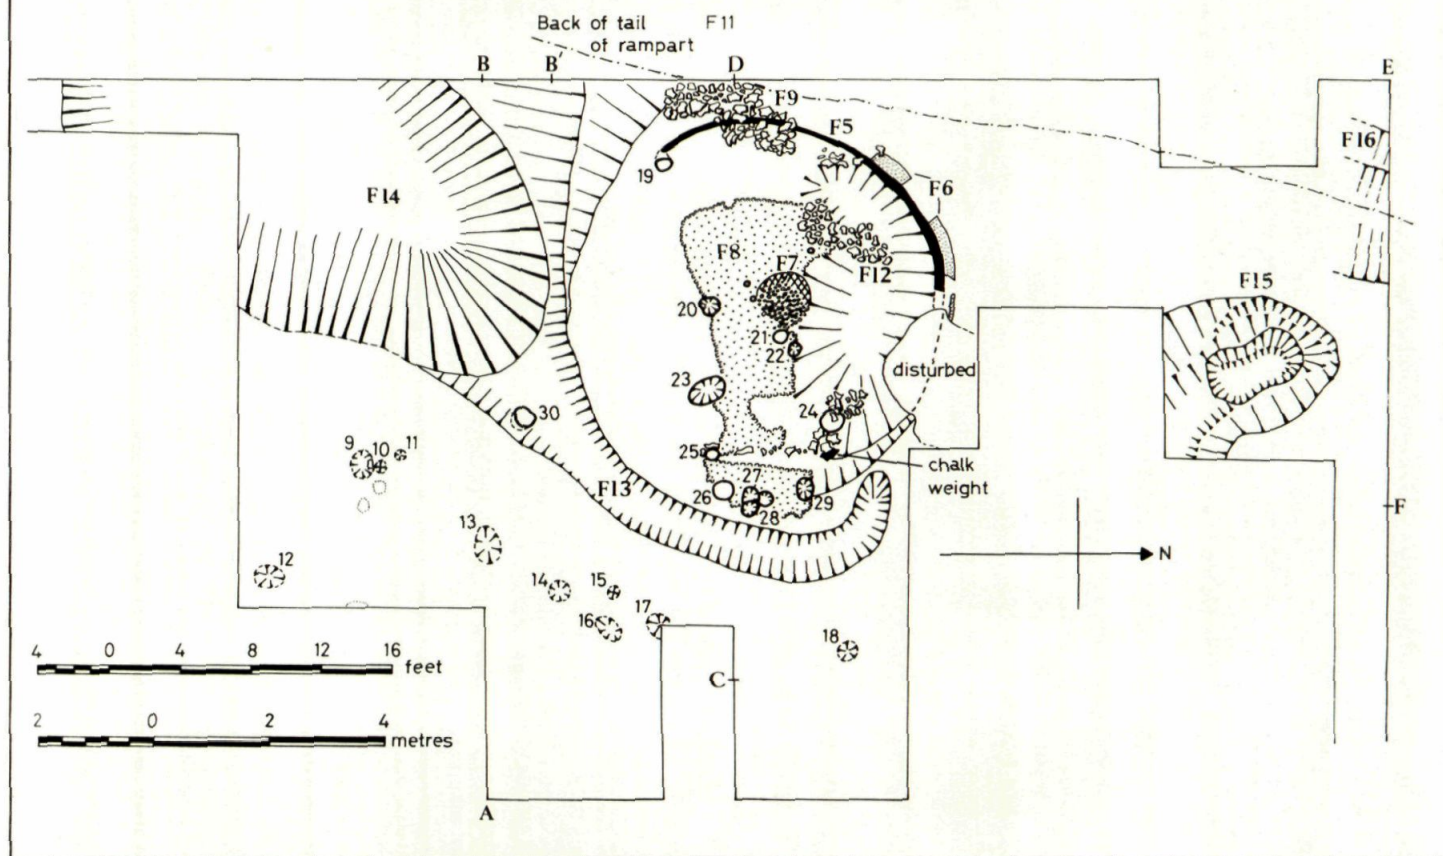 Back of tail F11
of rampart
B B′ D E
F9
F5
F16
19
F14
F6
F8
F7
F12
F15
20
21
22
disturbed
23
24
30
9 10 11
25
chalk
weight
F13
26 27 28 29
F
13
N
12
14 15
16 17
18
4 0 4 8 12 16
feet
C
2 0 2 4
metres
A